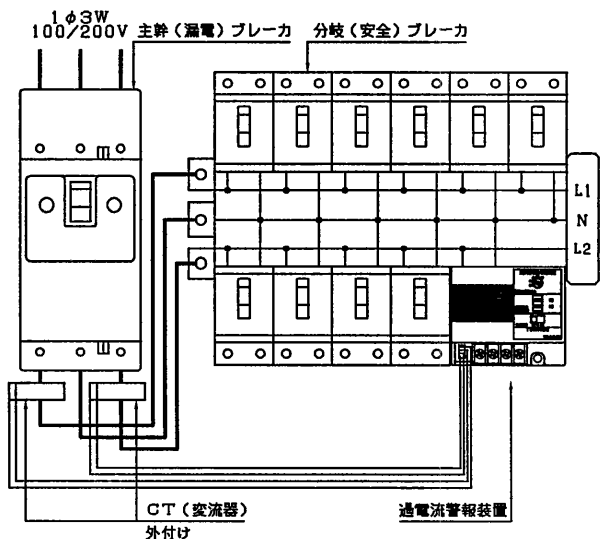 1φ3W
100/200V
主幹（漏電）ブレーカ
分岐（安全）ブレーカ
L1
N
L2
CT（変流器）
外付け
過電流警報装置